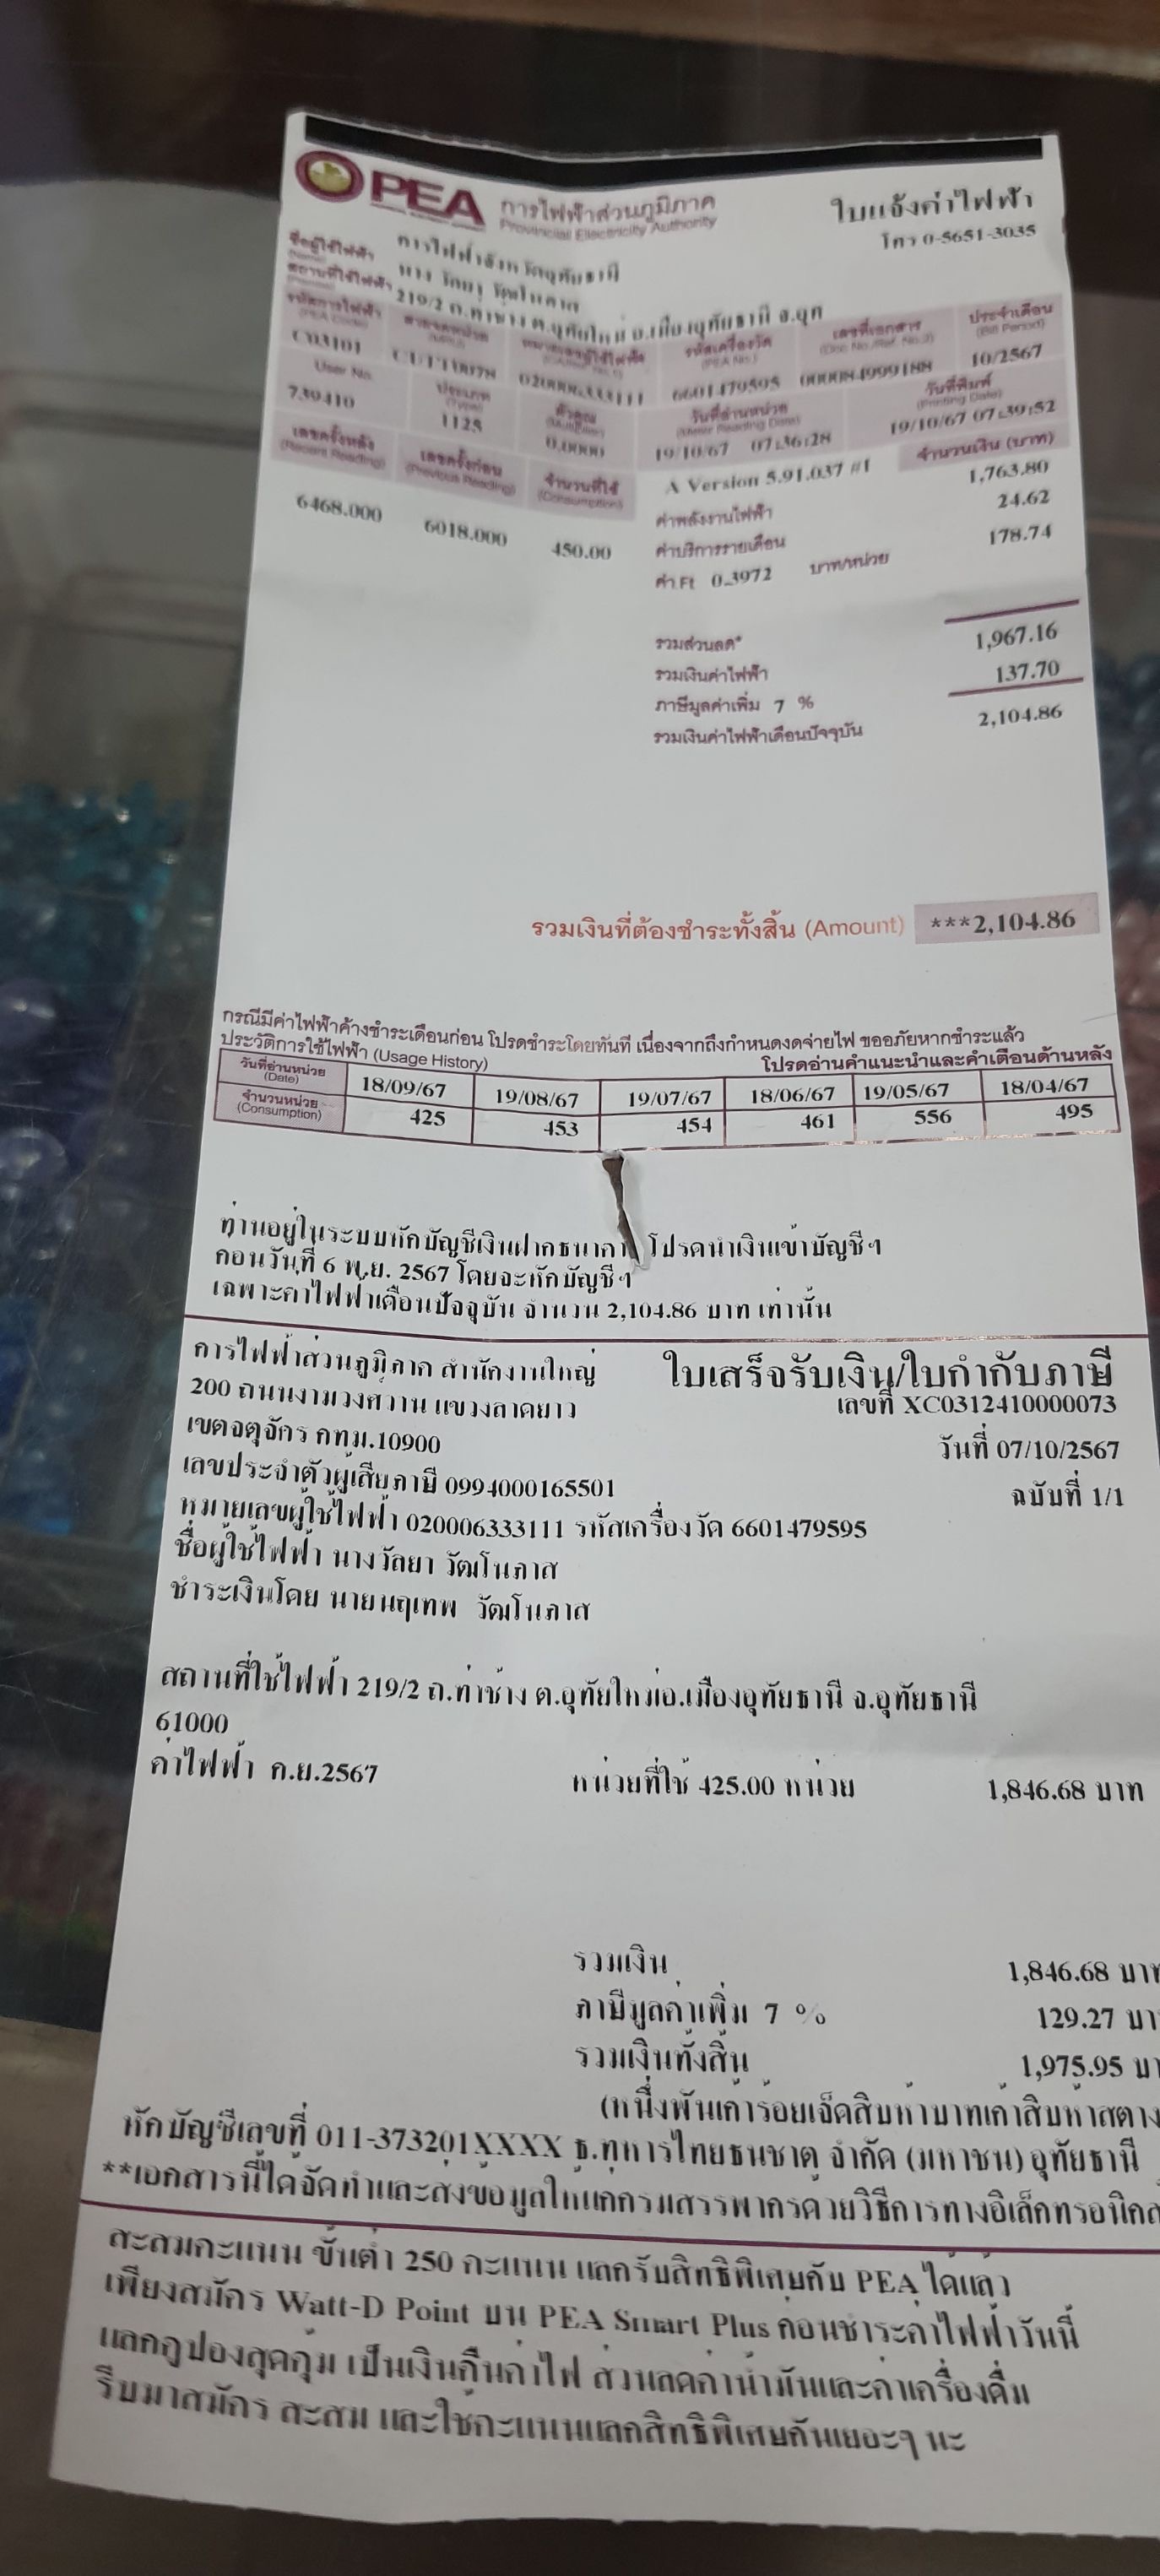 PEA การไฟฟ้าส่วนภูมิภาค
Provincial Electricity Authority
ใบแจ้งค่าไฟฟ้า
โทร 0-5651-3035
ชื่อผู้ใช้ไฟฟ้า
สถานที่ใช้ไฟฟ้า
219/2 ถ.ท่าช้าง ต.อุทัยใหม่ อ.เมืองอุทัยธานี จ.อุท
รหัสการไฟฟ้า หมายเลขผู้ใช้ไฟฟ้า รหัสเครื่องวัด (PEA No.) เลขที่เอกสาร ประจำเดือน (Bill Period)
6601479595 000084999188 10/2567
User No. ประเภท (Type) ตัวคูณ วันที่อ่านหน่วย (Meter Reading Date) วันที่พิมพ์ (Printing Date)
739410 1125 0.0000 19/10/67 07:36:28 19/10/67 07:39:52
เลขครั้งหลัง (Recent Reading) เลขครั้งก่อน (Previous Reading) จำนวนที่ใช้ (Consumption) A Version 5.91.037 #1 จำนวนเงิน (บาท)
6468.000 6018.000 450.00
ค่าพลังงานไฟฟ้า 1,763.80
ค่าบริการรายเดือน 24.62
ค่า Ft 0.3972 บาท/หน่วย 178.74
รวมส่วนลด*
รวมเงินค่าไฟฟ้า 1,967.16
ภาษีมูลค่าเพิ่ม 7 % 137.70
รวมเงินค่าไฟฟ้าเดือนปัจจุบัน 2,104.86
รวมเงินที่ต้องชำระทั้งสิ้น (Amount) ***2,104.86
กรณีมีค่าไฟฟ้าค้างชำระเดือนก่อน โปรดชำระโดยทันที เนื่องจากถึงกำหนดงดจ่ายไฟ ขออภัยหากชำระแล้ว
ประวัติการใช้ไฟฟ้า (Usage History) โปรดอ่านคำแนะนำและคำเตือนด้านหลัง
วันที่อ่านหน่วย (Date) 18/09/67 19/08/67 19/07/67 18/06/67 19/05/67 18/04/67
จำนวนหน่วย (Consumption) 425 453 454 461 556 495
ท่านอยู่ในระบบหักบัญชีเงินฝากธนาคา โปรดนำเงินเข้าบัญชีฯ
ก่อนวันที่ 6 พ.ย. 2567 โดยจะหักบัญชีฯ
เฉพาะค่าไฟฟ้าเดือนปัจจุบัน จำนวน 2,104.86 บาท เท่านั้น
การไฟฟ้าส่วนภูมิภาค สำนักงานใหญ่ ใบเสร็จรับเงิน/ใบกำกับภาษี
200 ถนนงามวงศ์วาน แขวงลาดยาว เลขที่ XC0312410000073
เขตจตุจักร กทม.10900 วันที่ 07/10/2567
เลขประจำตัวผู้เสียภาษี 0994000165501 ฉบับที่ 1/1
หมายเลขผู้ใช้ไฟฟ้า 020006333111 รหัสเครื่องวัด 6601479595
ชื่อผู้ใช้ไฟฟ้า นางวัลยา วัฒโนภาส
ชำระเงินโดย นายนฤเทพ วัฒโนภาส
สถานที่ใช้ไฟฟ้า 219/2 ถ.ท่าช้าง ต.อุทัยใหม่อ.เมืองอุทัยธานี จ.อุทัยธานี
61000
ค่าไฟฟ้า ก.ย.2567 หน่วยที่ใช้ 425.00 หน่วย 1,846.68 บาท
รวมเงิน 1,846.68 บาท
ภาษีมูลค่าเพิ่ม 7 % 129.27 บา
รวมเงินทั้งสิ้น 1,975.95 บา
(หนึ่งพันเก้าร้อยเจ็ดสิบห้าบาทเก้าสิบห้าสตาง
หักบัญชีเลขที่ 011-373201XXXX ธ.ทหารไทยธนชาต จำกัด (มหาชน) อุทัยธานี
**เอกสารนี้ได้จัดทำและส่งข้อมูลให้แก่กรมสรรพากรด้วยวิธีการทางอิเล็กทรอนิกส์
สะสมคะแนน ขั้นต่ำ 250 คะแนน แลกรับสิทธิพิเศษกับ PEA ได้แล้ว
เพียงสมัคร Watt-D Point บน PEA Smart Plus ก่อนชำระค่าไฟฟ้าวันนี้
แลกคูปองสุดคุ้ม เป็นเงินคืนค่าไฟ ส่วนลดค่าน้ำมันและค่าเครื่องดื่ม
รีบมาสมัคร สะสม และใช้คะแนนแลกสิทธิพิเศษกันเยอะๆ นะ